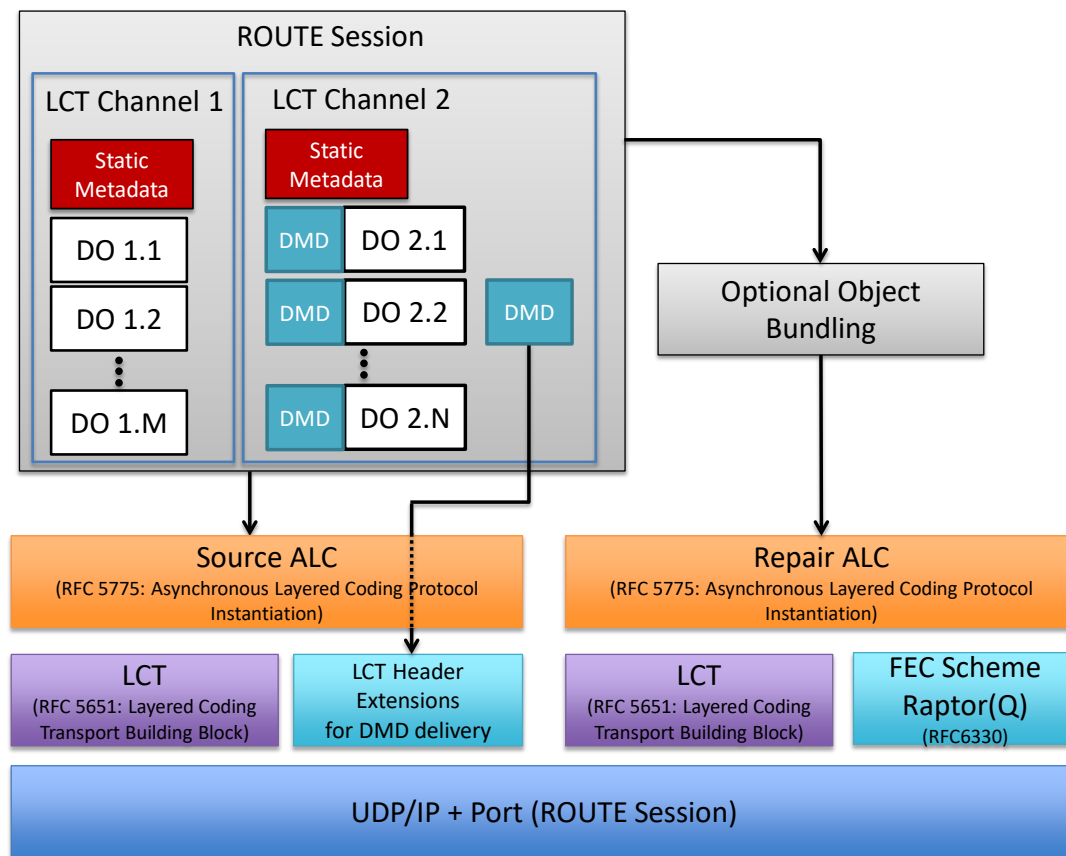 ROUTE Session
LCT Channel 1
Static
Metadata
DO 1.1
DO 1.2
DO 1.M
LCT Channel 2
Static
Metadata
DMD
DO 2.1
DMD
DO 2.2
DMD
DMD
DO 2.N
Optional Object
Bundling
Source ALC
(RFC 5775: Asynchronous Layered Coding Protocol
Instantiation)
Repair ALC
(RFC 5775: Asynchronous Layered Coding Protocol
Instantiation)
LCT
(RFC 5651: Layered Coding
Transport Building Block)
LCT Header
Extensions
for DMD delivery
LCT
(RFC 5651: Layered Coding
Transport Building Block)
FEC Scheme
Raptor(Q)
(RFC6330)
UDP/IP + Port (ROUTE Session)